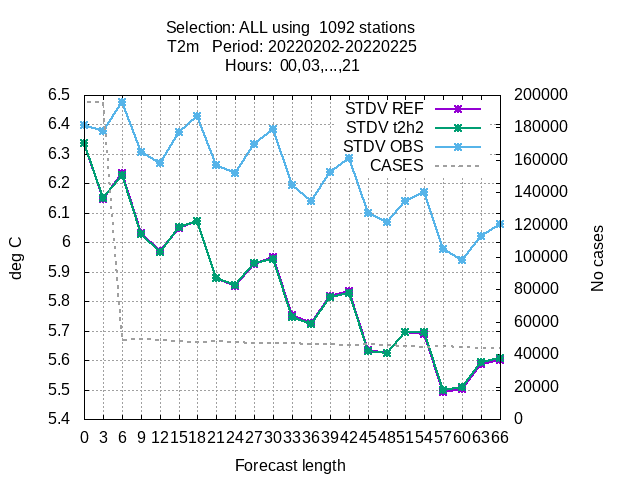 Selection: ALL using  1092 stations
T2m   Period: 20220202-20220225
Hours:  00,03,...,21
STDV REF
STDV t2h2
STDV OBS
CASES
6.5
6.4
6.3
6.2
6.1
6
5.9
5.8
5.7
5.6
5.5
5.4
deg C
200000
180000
160000
140000
120000
100000
80000
60000
40000
20000
0
No cases
0 3 6 9 12 15 18 21 24 27 30 33 36 39 42 45 48 51 54 57 60 63 66
Forecast length